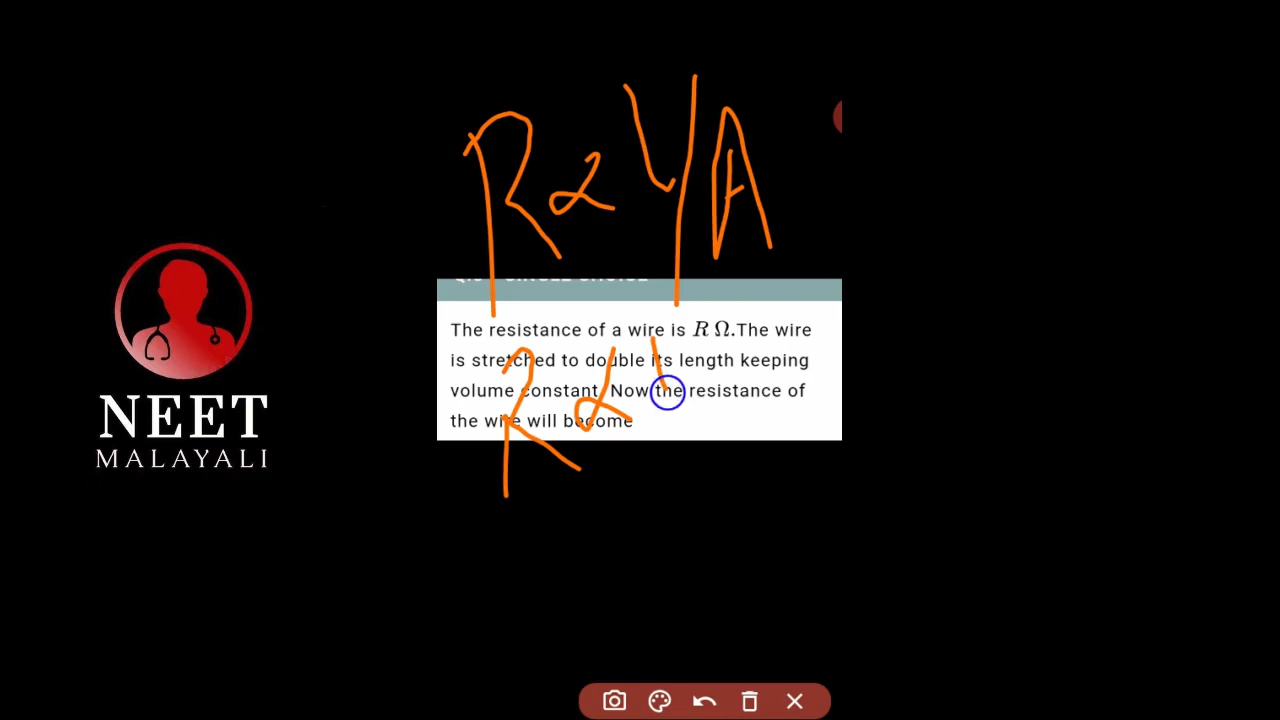 R α 1/A
The resistance of a wire is R Ω.The wire
is stretched to double its length keeping
volume constant. Now the resistance of
the wire will become
R α
NEET
MALAYALI